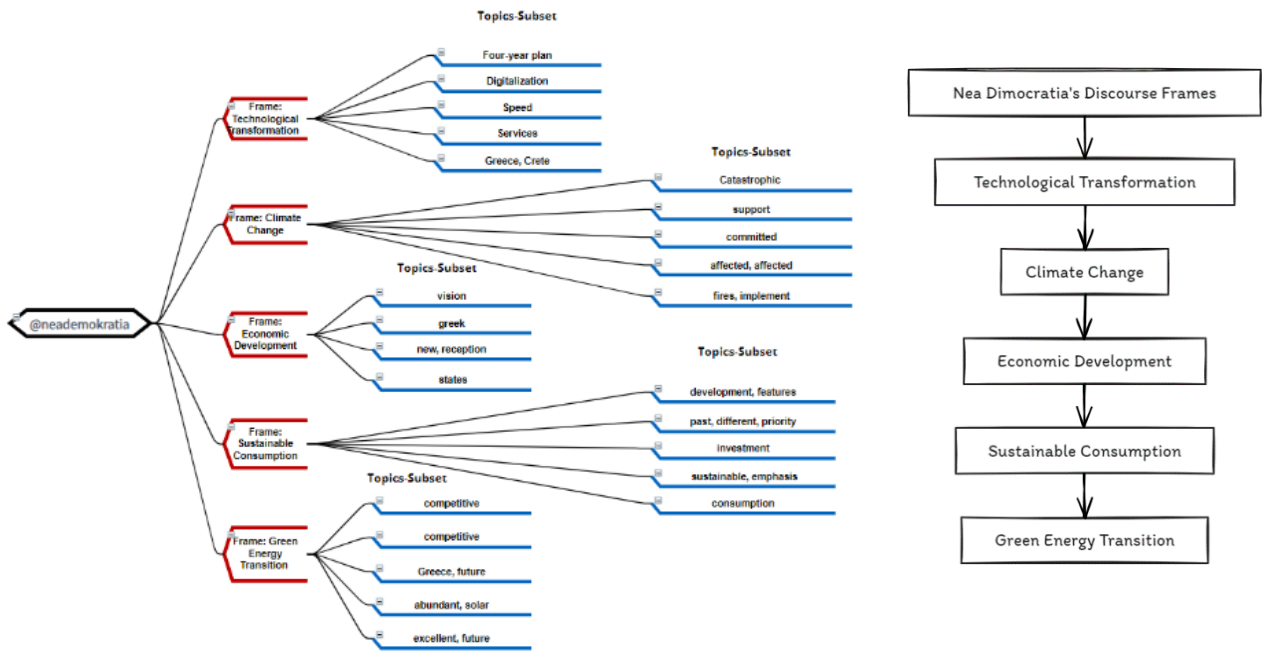 @neademokratia
Frame:
Technological
Transformation
Topics-Subset
Four-year plan
Digitalization
Speed
Services
Greece, Crete
Frame: Climate
Change
Topics-Subset
Catastrophic
support
committed
affected, affected
fires, implement
Frame:
Economic
Development
Topics-Subset
vision
greek
new, reception
states
Frame:
Sustainable
Consumption
Topics-Subset
development, features
past, different, priority
investment
sustainable, emphasis
consumption
Frame: Green
Energy
Transition
Topics-Subset
competitive
competitive
Greece, future
abundant, solar
excellent, future
Nea Dimocratia's Discourse Frames
Technological Transformation
Climate Change
Economic Development
Sustainable Consumption
Green Energy Transition